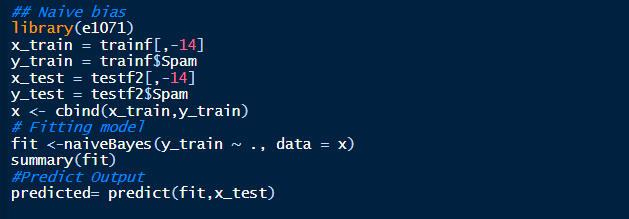 ## Naive bias
library(e1071)
x_train = trainf[,-14]
y_train = trainf$Spam
x_test = testf2[,-14]
y_test = testf2$Spam
x <- cbind(x_train,y_train)
# Fitting model
fit <-naiveBayes(y_train ~ ., data = x)
summary(fit)
#Predict Output
predicted= predict(fit,x_test)